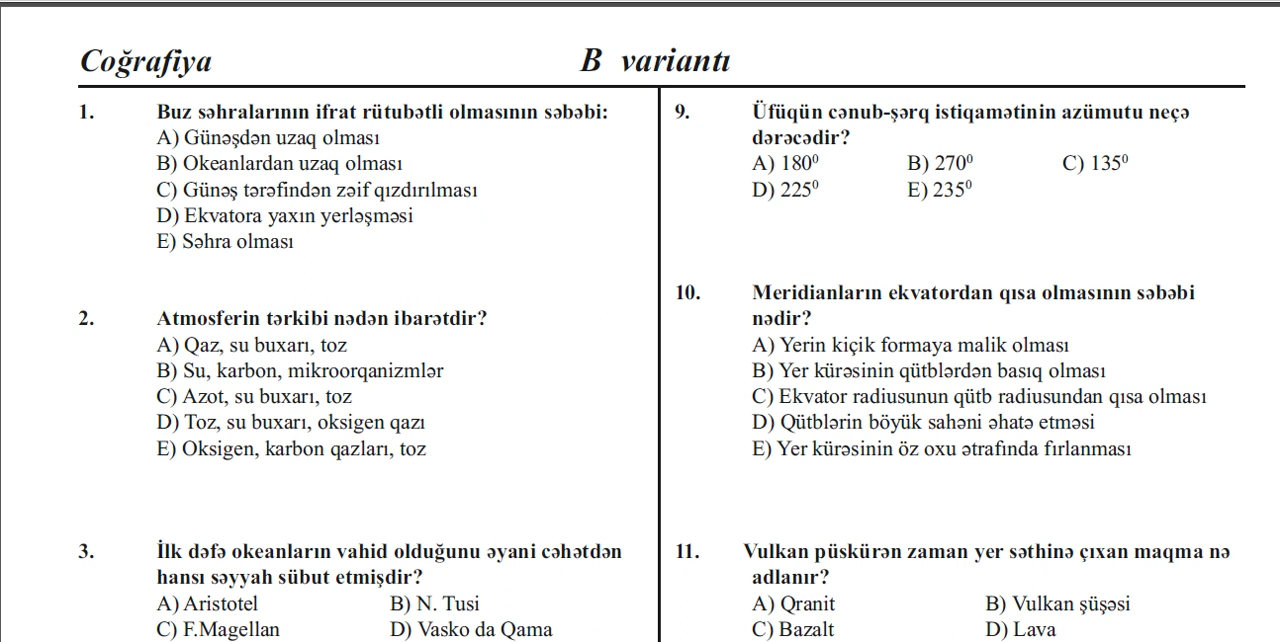 Coğrafiya B variantı
1. Buz səhralarının ifrat rütubətli olmasının səbəbi:
A) Günəşdən uzaq olması
B) Okeanlardan uzaq olması
C) Günəş tərəfindən zəif qızdırılması
D) Ekvatora yaxın yerləşməsi
E) Səhra olması
2. Atmosferin tərkibi nədən ibarətdir?
A) Qaz, su buxarı, toz
B) Su, karbon, mikroorqanizmlər
C) Azot, su buxarı, toz
D) Toz, su buxarı, oksigen qazı
E) Oksigen, karbon qazları, toz
3. İlk dəfə okeanların vahid olduğunu əyani cəhətdən
hansı səyyah sübut etmişdir?
A) Aristotel B) N. Tusi
C) F.Magellan D) Vasko da Qama
9. Üfüqün cənub-şərq istiqamətinin azümutu neçə
dərəcədir?
A) 180⁰ B) 270⁰ C) 135⁰
D) 225⁰ E) 235⁰
10. Meridianların ekvatordan qısa olmasının səbəbi
nədir?
A) Yerin kiçik formaya malik olması
B) Yer kürəsinin qütblərdən basıq olması
C) Ekvator radiusunun qütb radiusundan qısa olması
D) Qütblərin böyük sahəni əhatə etməsi
E) Yer kürəsinin öz oxu ətrafında fırlanması
11. Vulkan püskürən zaman yer səthinə çıxan maqma nə
adlanır?
A) Qranit B) Vulkan şüşəsi
C) Bazalt D) Lava